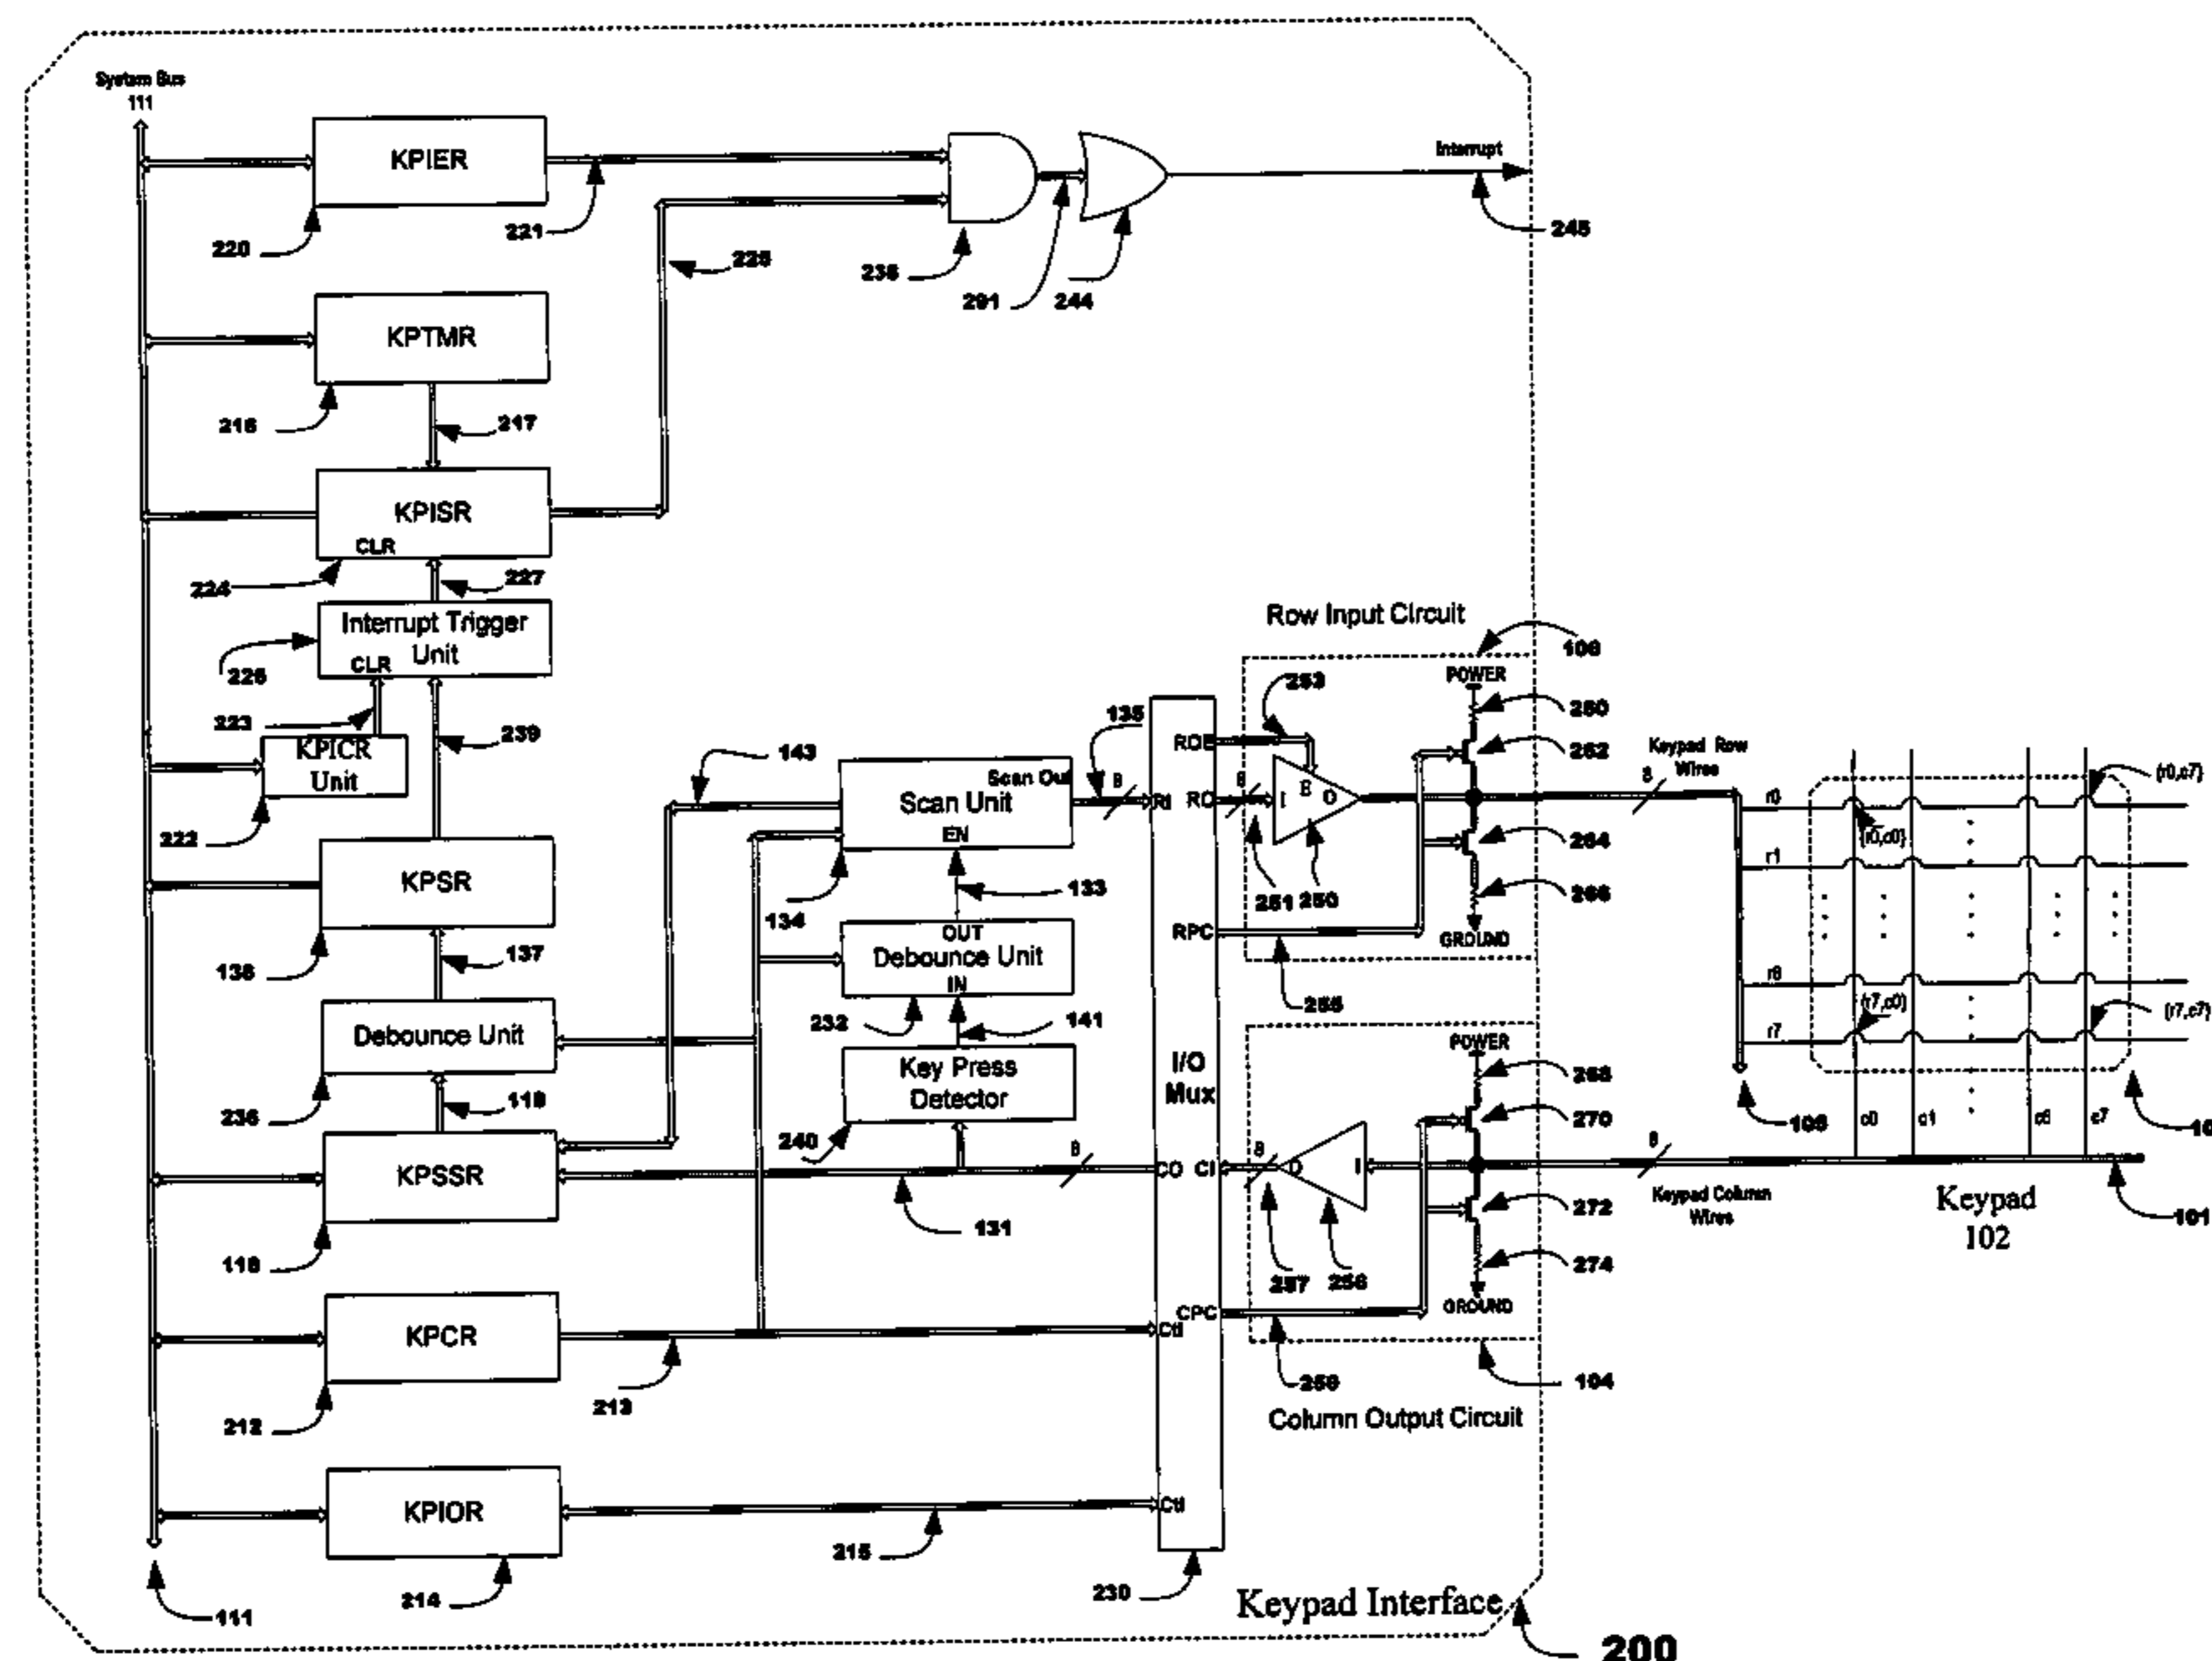 System Bus
111
KPIER
220
221
225
236
291
244
Interrupt
245
KPTMR
216
217
KPISR
CLR
224
227
Interrupt Trigger
Unit
CLR
226
223
KPICR
Unit
222
239
KPSR
138
137
Debounce Unit
236
119
KPSSR
118
KPCR
212
213
KPIOR
214
215
111
143
Scan Out
Scan Unit
EN
134
133
OUT
Debounce Unit
IN
232
141
Key Press
Detector
240
8
131
135
8
RI
ROE
RO
RPC
I/O
Mux
CO
CI
CPC
Ctl
Ctl
230
Row Input Circuit
108
253
8
I
E
O
251
250
255
POWER
260
262
264
266
GROUND
8
O
I
257
256
259
POWER
268
270
272
274
GROUND
104
Column Output Circuit
Keypad Row
Wires
8
r0
r1
r6
r7
(r0,c0)
(r0,c7)
(r7,c0)
(r7,c7)
c0
c1
c6
c7
8
Keypad Column
Wires
Keypad
102
101
Keypad Interface
200